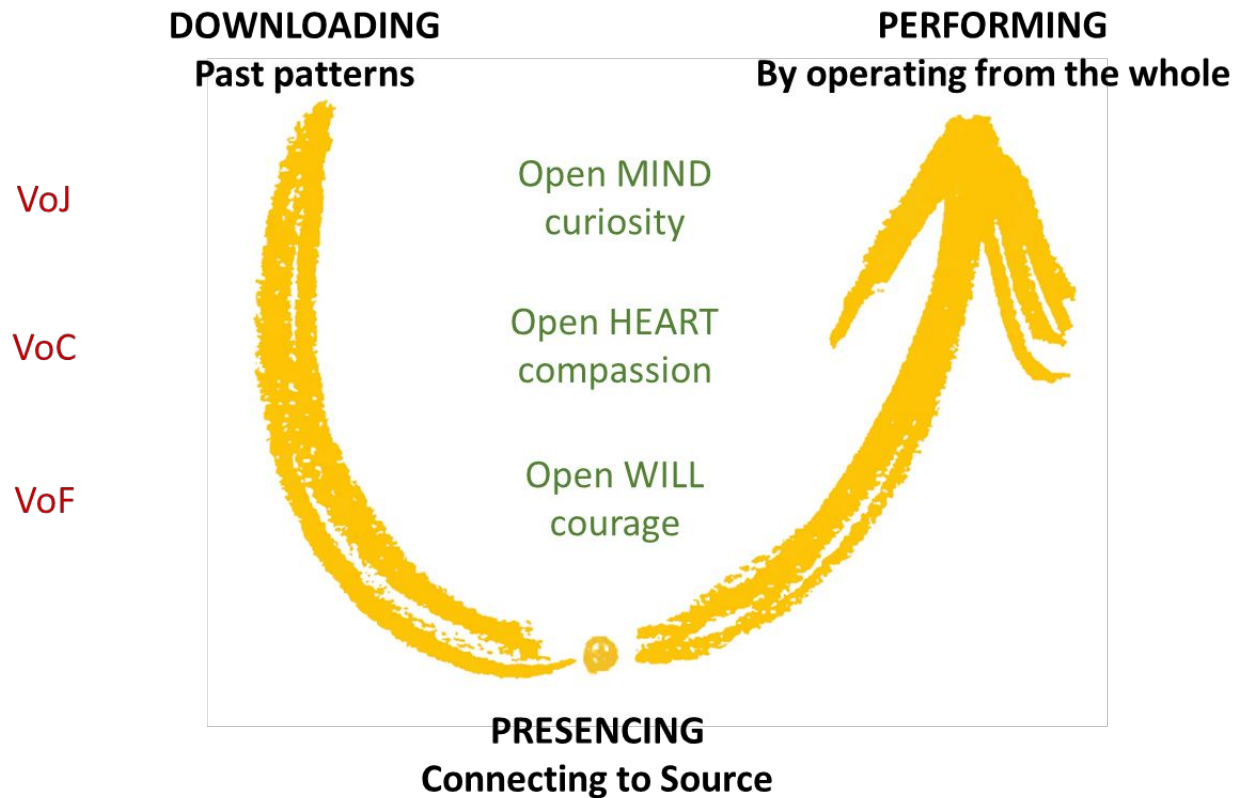 DOWNLOADING
Past patterns
PERFORMING
By operating from the whole
VoJ
Open MIND
curiosity
VoC
Open HEART
compassion
VoF
Open WILL
courage
PRESENCING
Connecting to Source